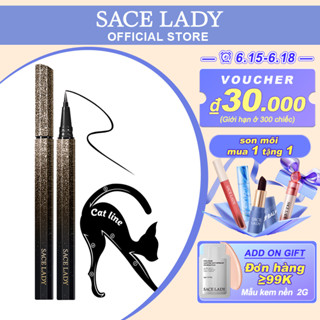 SACE LADY
OFFICIAL STORE
6.15-6.18
VOUCHER
₫30.000
(Giới hạn ở 300 chiếc)
son môi
mua 1 tặng 1
Cat line
SACE LADY
SACE LADY
ADD ON GIFT
Đơn hàng
≥99K
Mẫu kem nền 2G